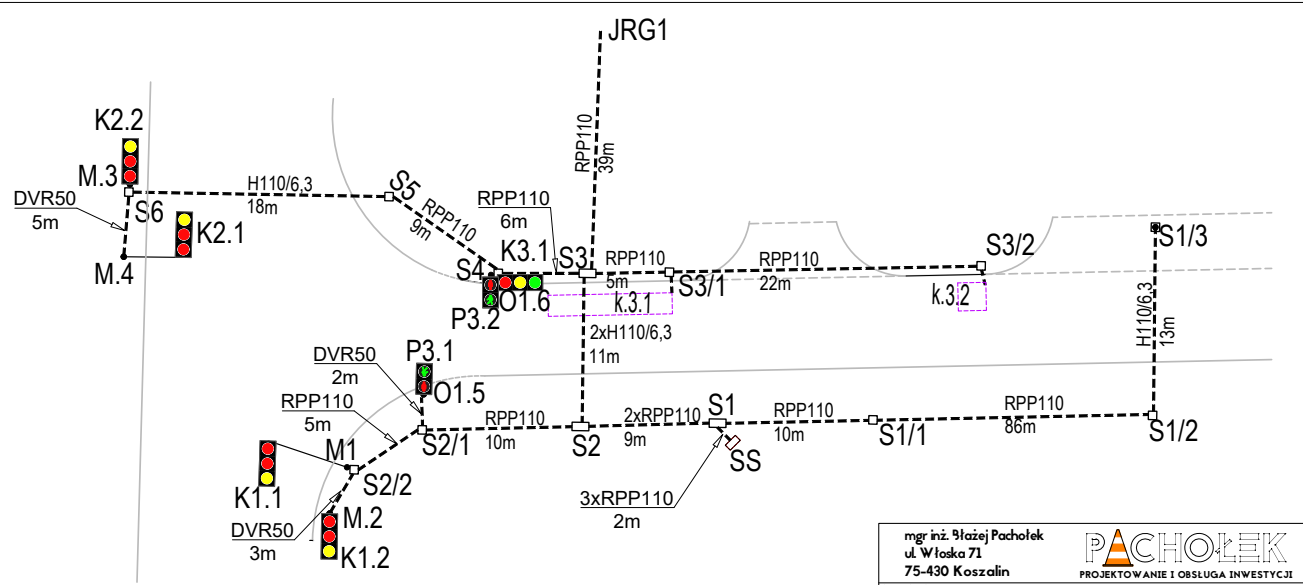 JRG1
K2.2
M.3
DVR50
5m
S6
K2.1
M.4
H110/6,3
18m
S5
RPP110
9m
RPP110
6m
RPP110
39m
K3.1
S4
O1.6
P3.2
S3
RPP110
5m
S3/1
k.3.1
RPP110
22m
S3/2
k.3.2
S1/3
H110/6,3
13m
2xH110/6,3
11m
P3.1
DVR50
2m
O1.5
RPP110
5m
S2/1
RPP110
10m
S2
2xRPP110
9m
S1
RPP110
10m
S1/1
RPP110
86m
S1/2
SS
3xRPP110
2m
M1
S2/2
K1.1
M.2
DVR50
3m
K1.2
mgr inż. Błażej Pachołek
ul. Włoska 71
75-430 Koszalin
PACHOŁEK
PROJEKTOWANIE I OBSŁUGA INWESTYCJI